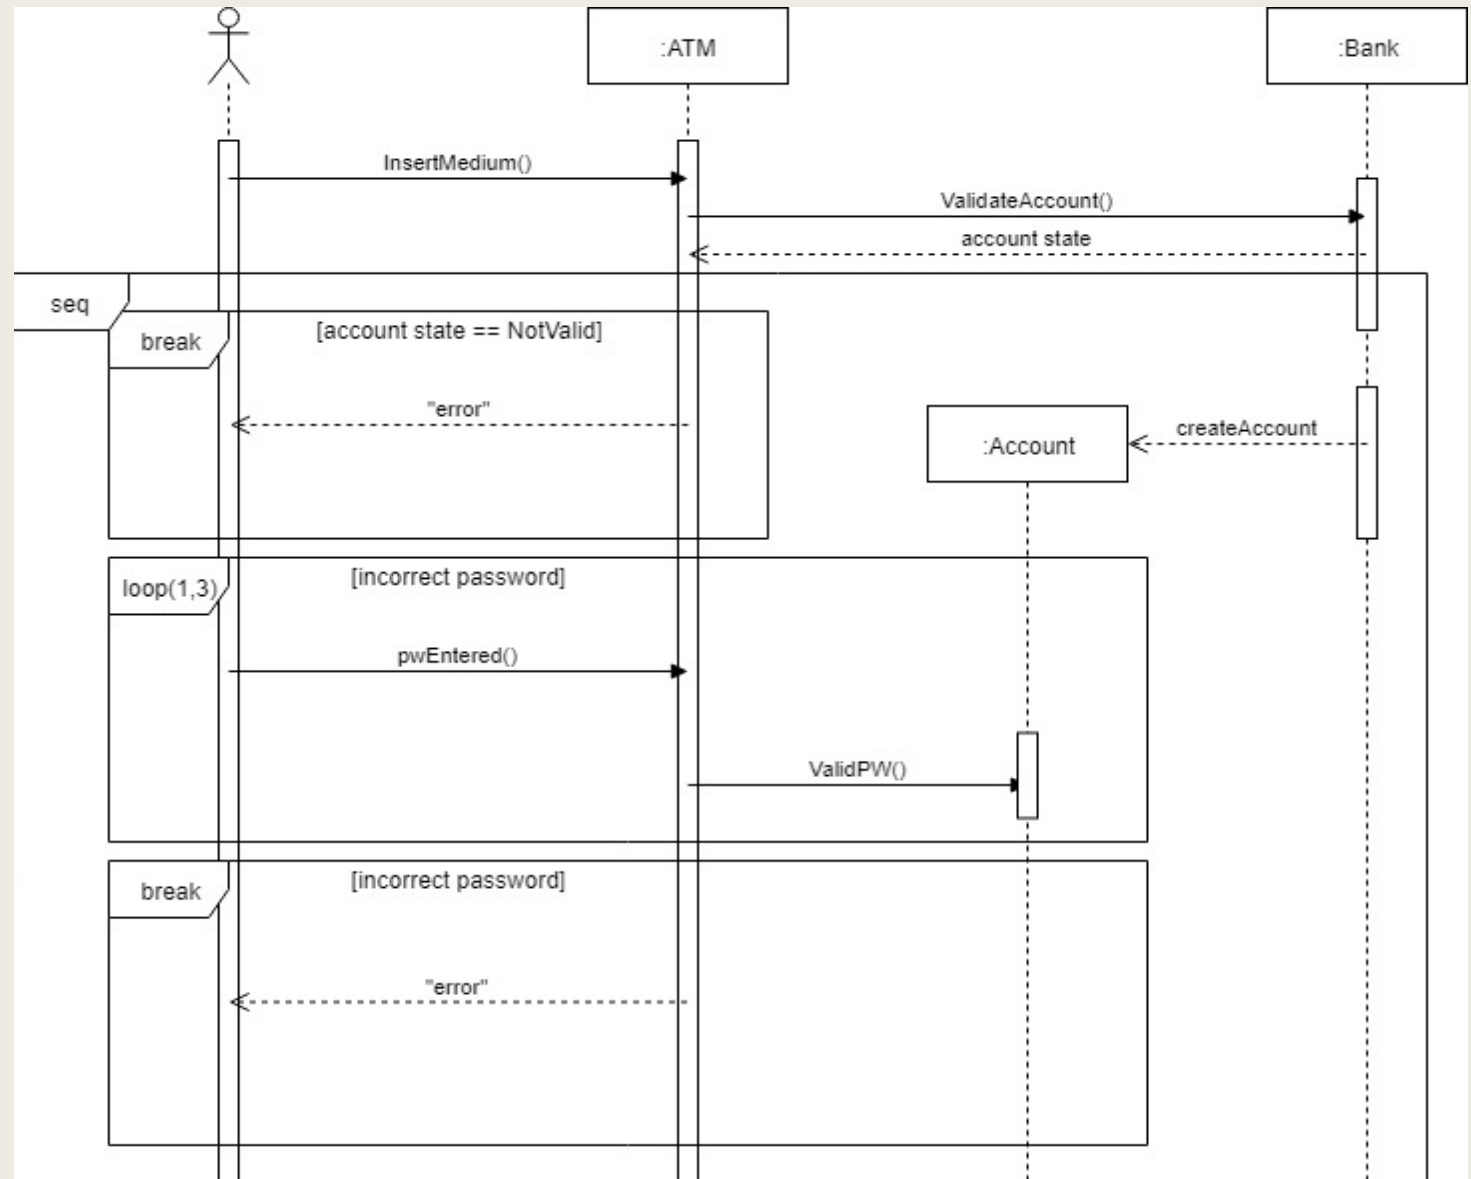 :ATM
:Bank
InsertMedium()
ValidateAccount()
account state
seq
break
[account state == NotValid]
"error"
createAccount
:Account
loop(1,3)
[incorrect password]
pwEntered()
ValidPW()
break
[incorrect password]
"error"